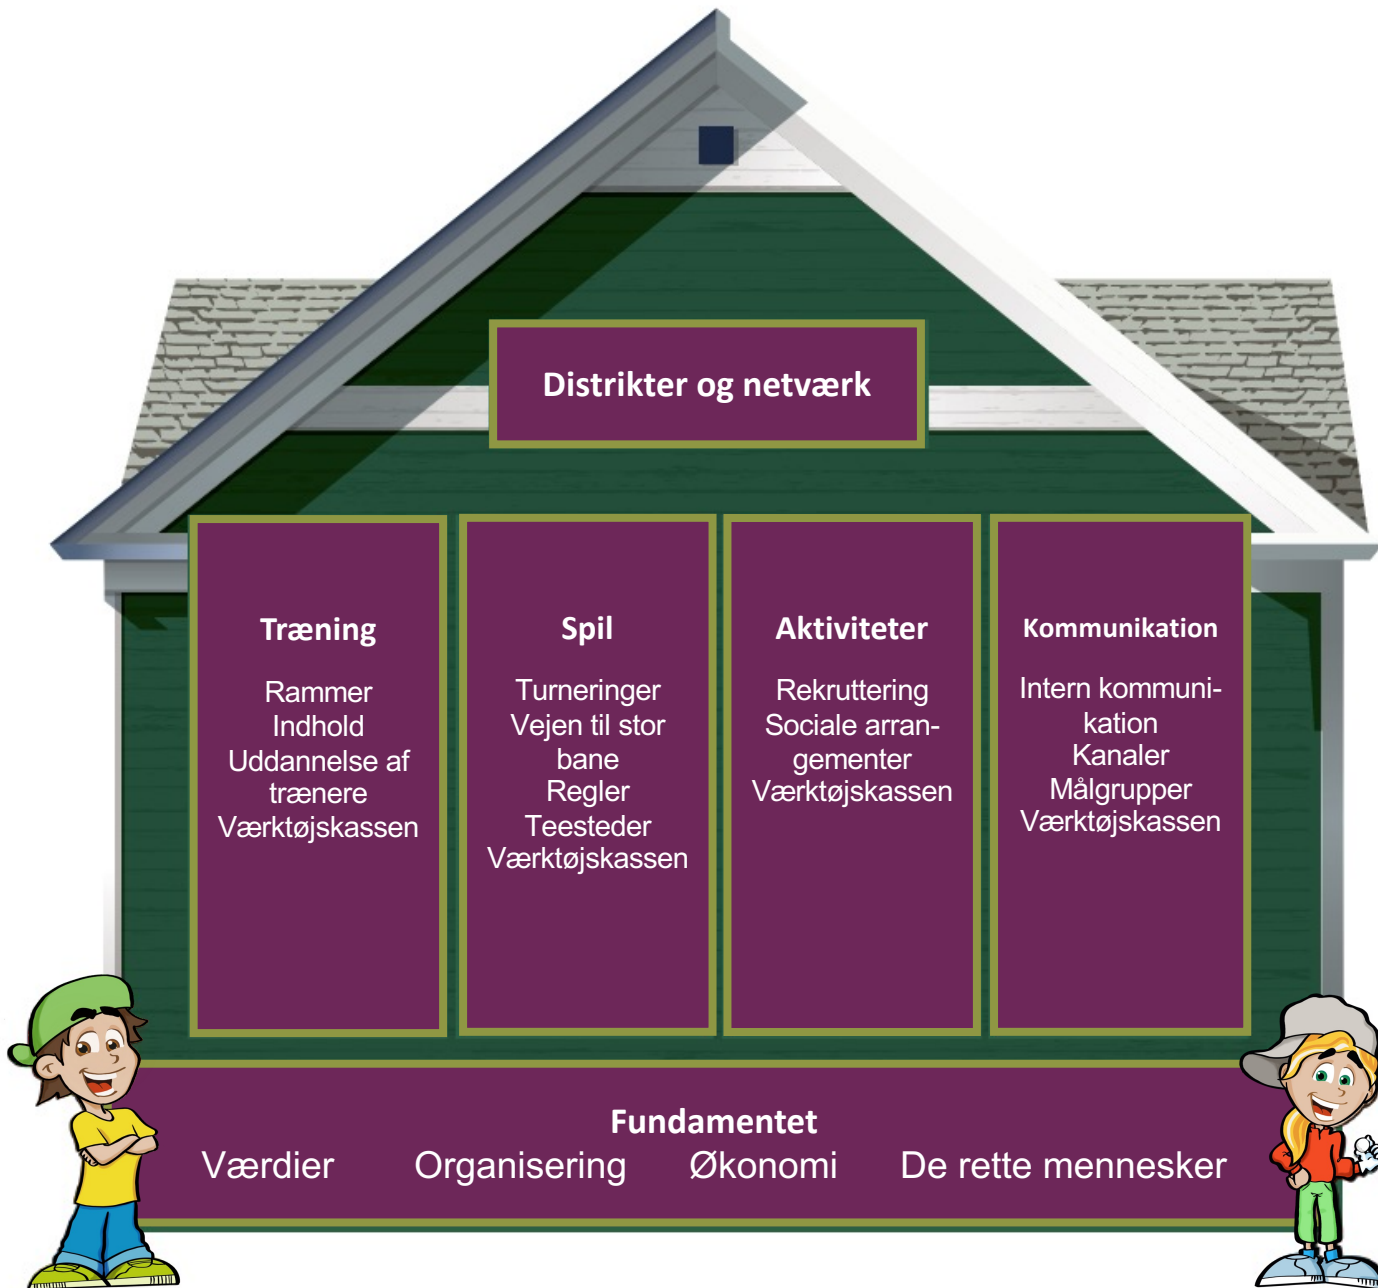 Distrikter og netværk
Træning
Rammer
Indhold
Uddannelse af
trænere
Værktøjskassen
Spil
Turneringer
Vejen til stor
bane
Regler
Teesteder
Værktøjskassen
Aktiviteter
Rekruttering
Sociale arran-
gementer
Værktøjskassen
Kommunikation
Intern kommuni-
kation
Kanaler
Målgrupper
Værktøjskassen
Fundamentet
Værdier Organisering Økonomi De rette mennesker